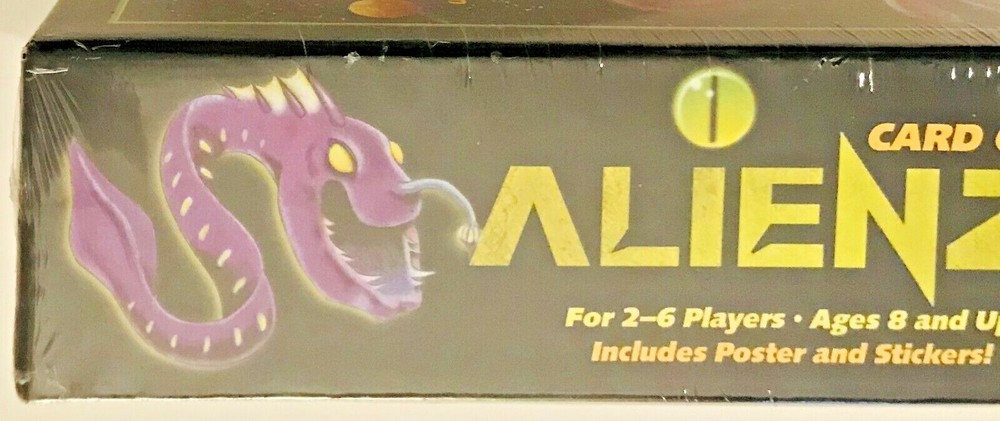 CARD
ALIENZ
For 2–6 Players · Ages 8 and Up
Includes Poster and Stickers!